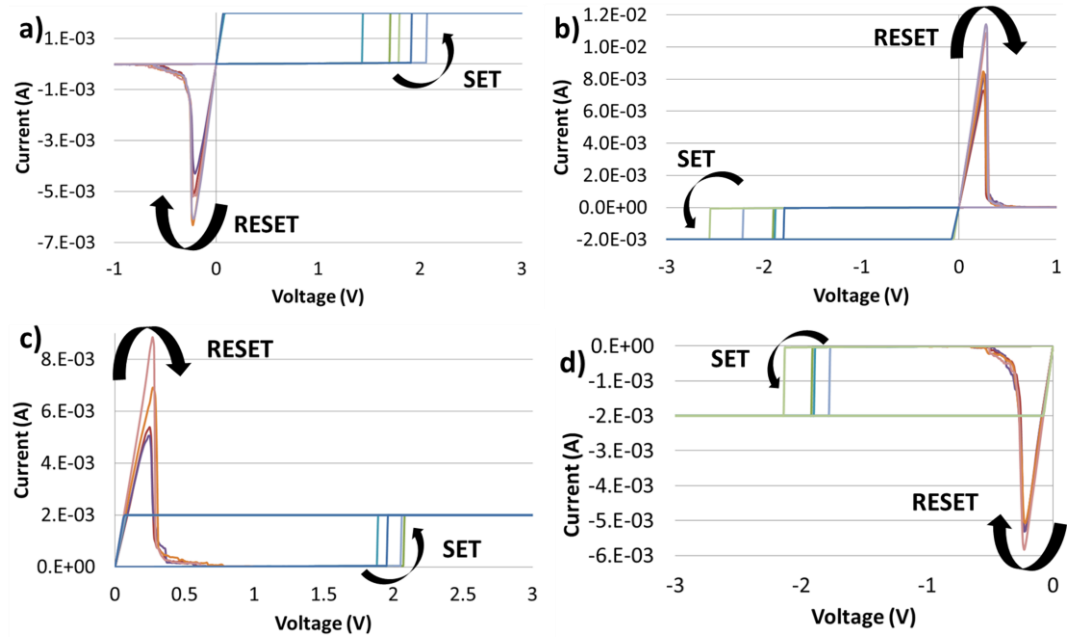 a)
1.E-03
-1.E-03
-3.E-03
-5.E-03
-7.E-03
Current (A)
SET
RESET
-1 0 1 2 3
Voltage (V)
b)
1.2E-02
1.0E-02
8.0E-03
6.0E-03
4.0E-03
2.0E-03
0.0E+00
-2.0E-03
Current (A)
RESET
SET
-3 -2 -1 0 1
Voltage (V)
c)
8.E-03
6.E-03
4.E-03
2.E-03
0.E+00
Current (A)
RESET
SET
0 0.5 1 1.5 2 2.5 3
Voltage (V)
d)
0.E+00
-1.E-03
-2.E-03
-3.E-03
-4.E-03
-5.E-03
-6.E-03
Current (A)
SET
RESET
-3 -2 -1 0
Voltage (V)